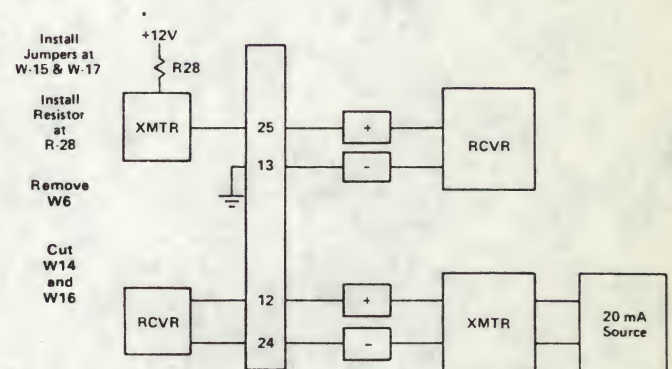 Install
Jumpers at
W-15 & W-17
Install
Resistor
at
R-28
Remove
W6
Cut
W14
and
W16
+12V
R28
XMTR
25
+
RCVR
13
-
RCVR
12
+
XMTR
20 mA
Source
24
-